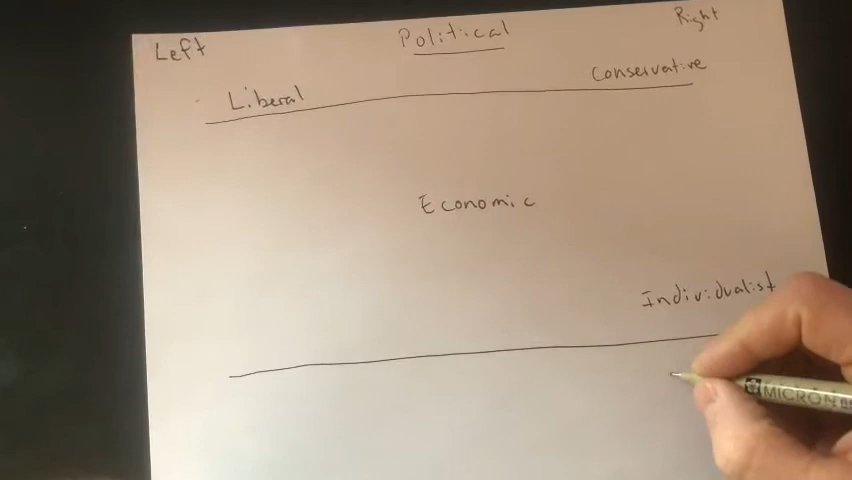 Left Political Right
Liberal Conservative
Economic
Individualist
MICRON